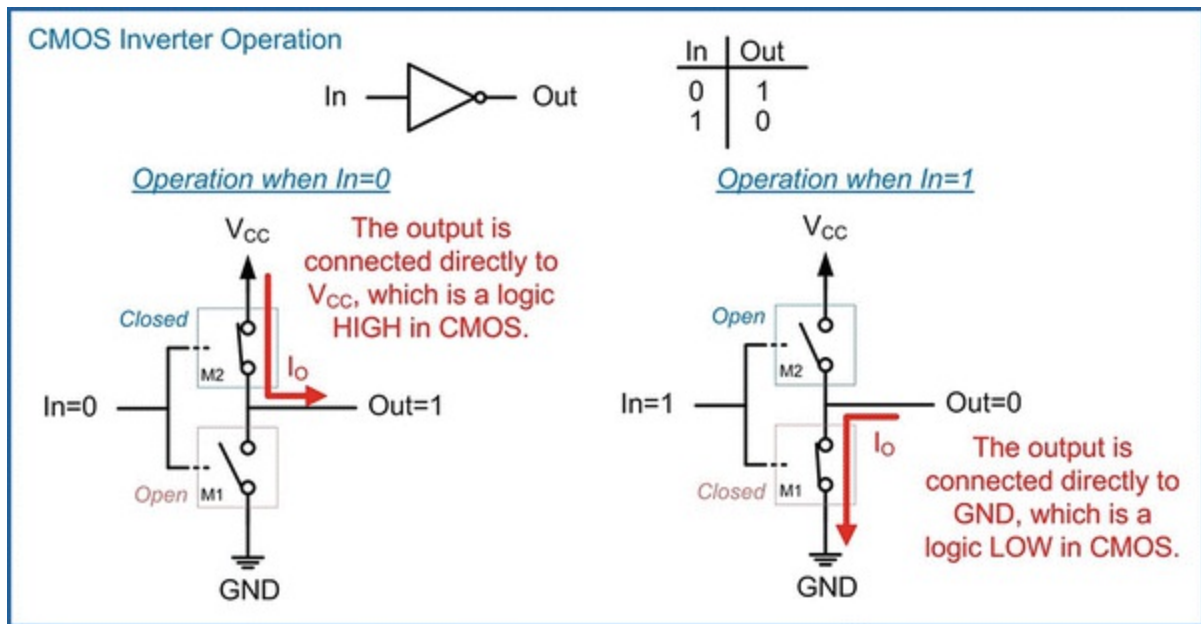 CMOS Inverter Operation
In
Out
In Out
0 1
1 0
Operation when In=0
VCC
The output is
connected directly to
VCC, which is a logic
HIGH in CMOS.
Closed
M2
IO
In=0
Out=1
Open
M1
GND
Operation when In=1
VCC
Open
M2
In=1
Out=0
IO
Closed
M1
The output is
connected directly to
GND, which is a
logic LOW in CMOS.
GND